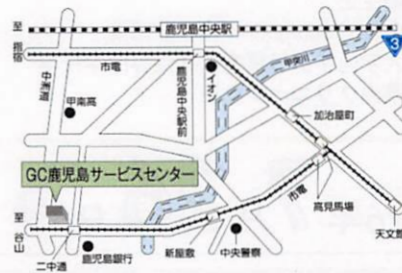 至
指宿
鹿児島中央駅
3
市電
中洲通
甲南高
鹿児島中央駅前
イオン
甲突川
加治屋町
GC鹿児島サービスセンター
至
谷山
二中通
鹿児島銀行
新屋敷
中央警察
市電
高見馬場
天文館